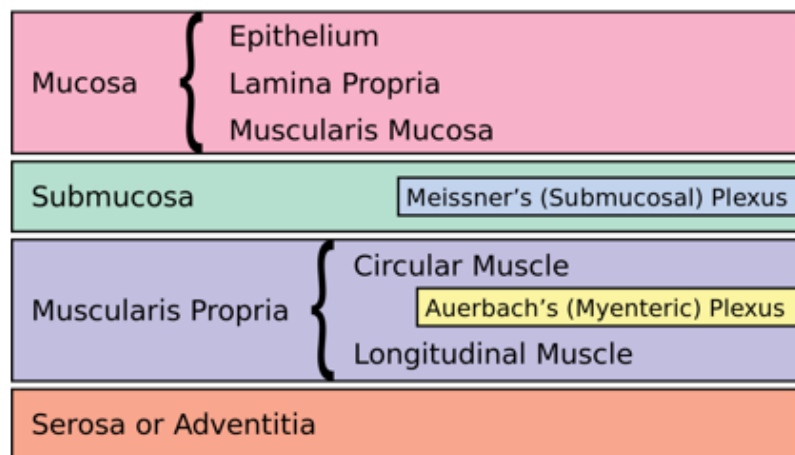 Mucosa
Epithelium
Lamina Propria
Muscularis Mucosa
Submucosa
Meissner’s (Submucosal) Plexus
Muscularis Propria
Circular Muscle
Auerbach’s (Myenteric) Plexus
Longitudinal Muscle
Serosa or Adventitia